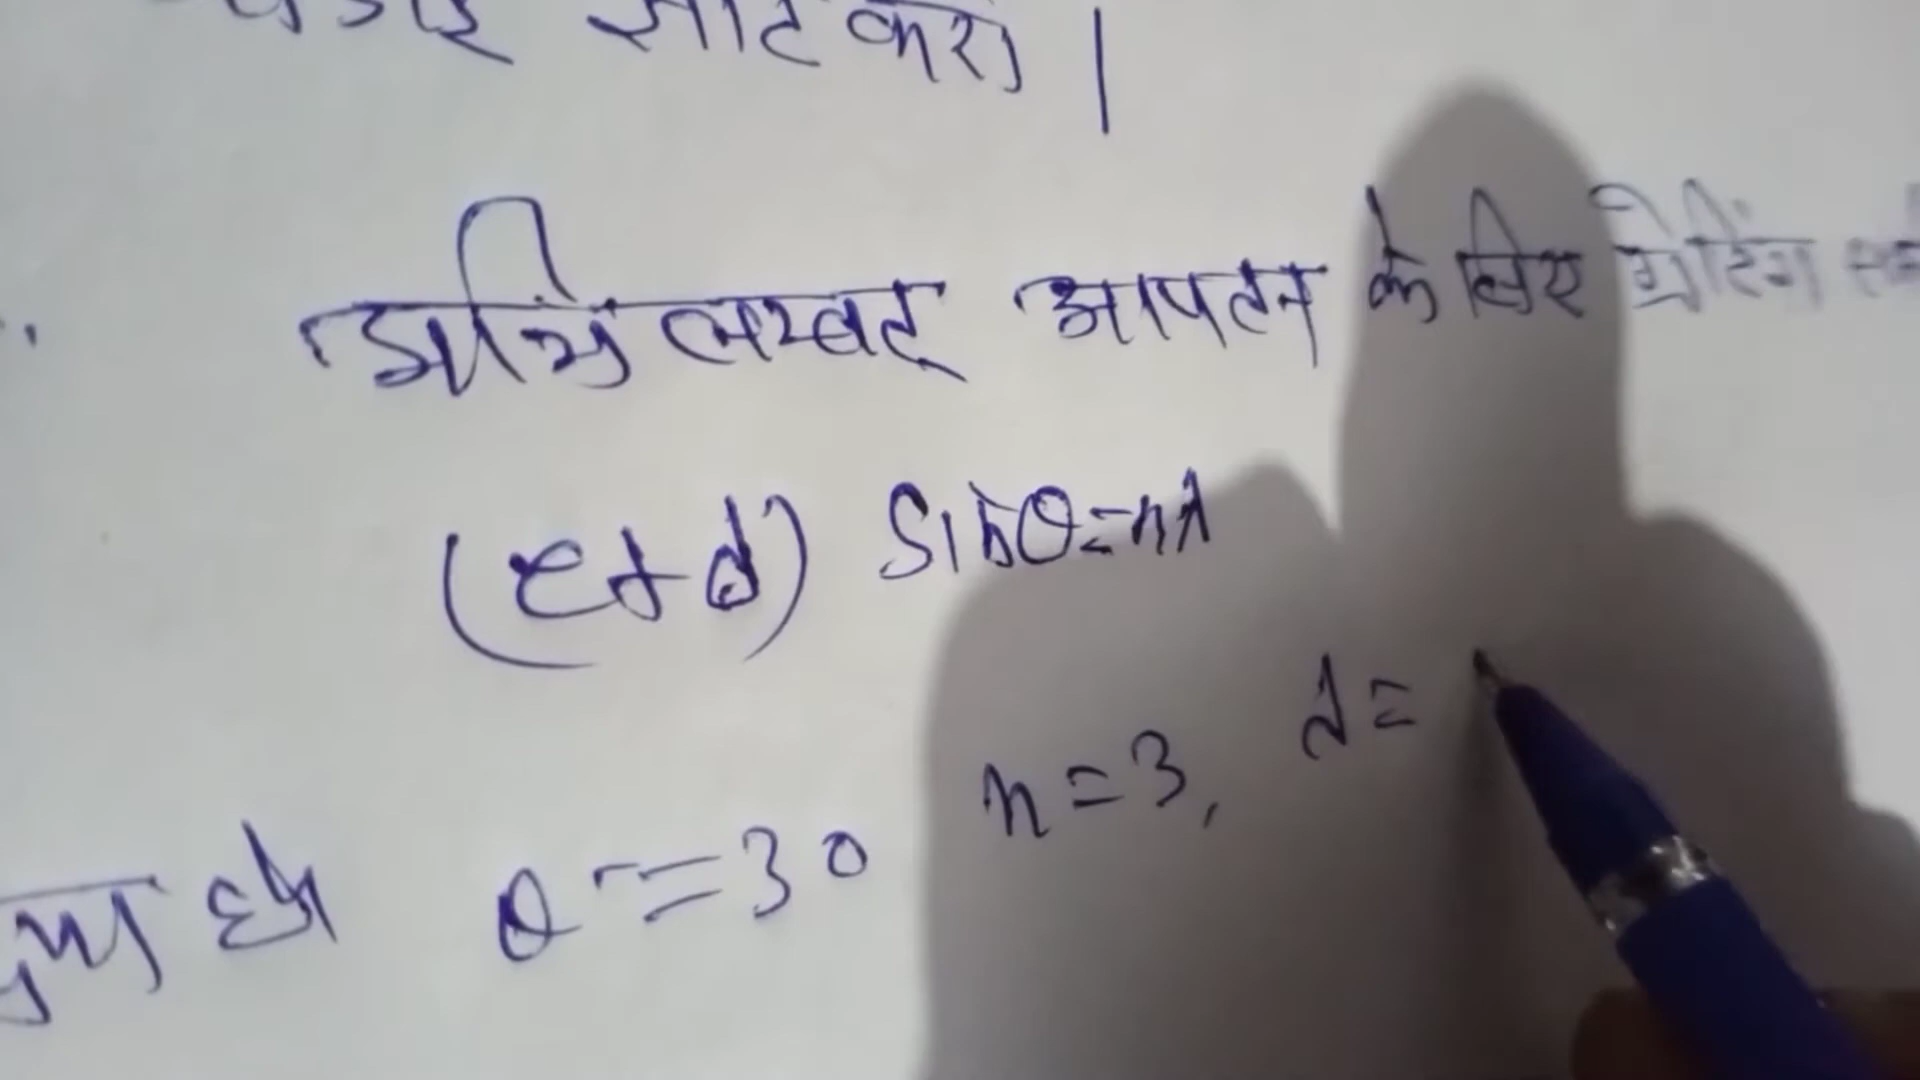 करो |
अभिलम्बवत् आपतन के लिए ग्रेटिंग
(e+d) Sinθ=nλ
n=3, λ=
θ=30